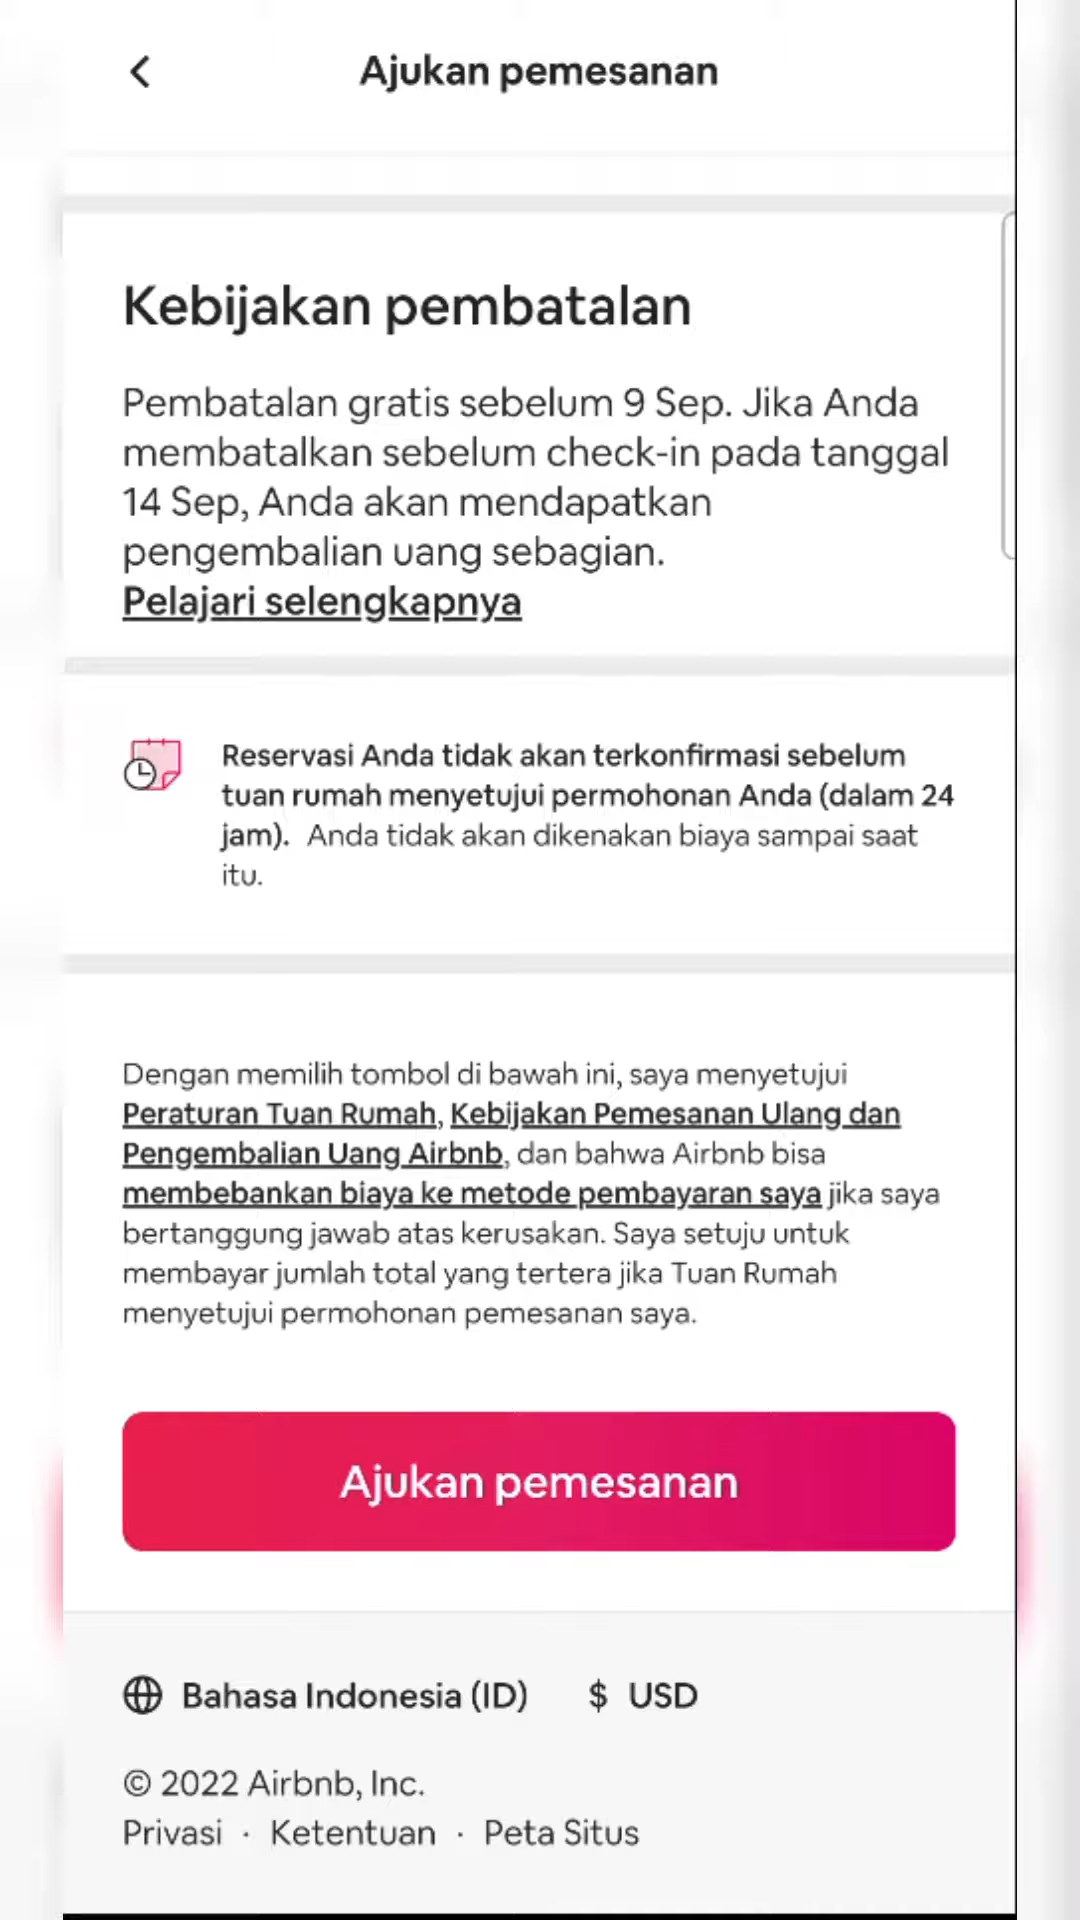 Ajukan pemesanan
Kebijakan pembatalan
Pembatalan gratis sebelum 9 Sep. Jika Anda
membatalkan sebelum check-in pada tanggal
14 Sep, Anda akan mendapatkan
pengembalian uang sebagian.
Pelajari selengkapnya
Reservasi Anda tidak akan terkonfirmasi sebelum
tuan rumah menyetujui permohonan Anda (dalam 24
jam). Anda tidak akan dikenakan biaya sampai saat
itu.
Dengan memilih tombol di bawah ini, saya menyetujui
Peraturan Tuan Rumah, Kebijakan Pemesanan Ulang dan
Pengembalian Uang Airbnb, dan bahwa Airbnb bisa
membebankan biaya ke metode pembayaran saya jika saya
bertanggung jawab atas kerusakan. Saya setuju untuk
membayar jumlah total yang tertera jika Tuan Rumah
menyetujui permohonan pemesanan saya.
Ajukan pemesanan
Bahasa Indonesia (ID) $ USD
© 2022 Airbnb, Inc.
Privasi · Ketentuan · Peta Situs